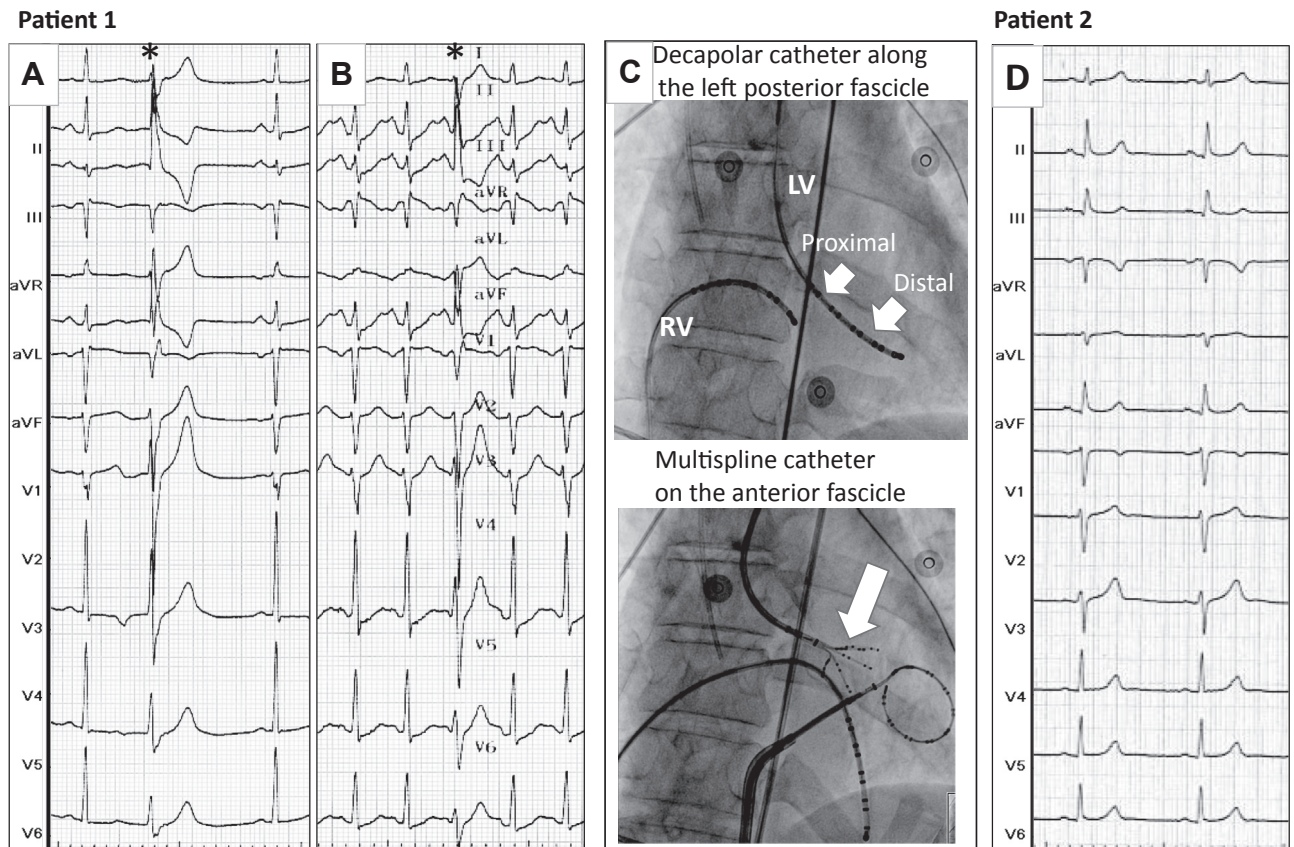 Patient 1
Patient 2
A
*
II
III
aVR
aVL
aVF
V1
V2
V3
V4
V5
V6
B
*
I
II
III
aVR
aVL
aVF
V1
V2
V3
V4
V5
V6
C
Decapolar catheter along
the left posterior fascicle
LV
Proximal
Distal
RV
Multispline catheter
on the anterior fascicle
D
II
III
aVR
aVL
aVF
V1
V2
V3
V4
V5
V6